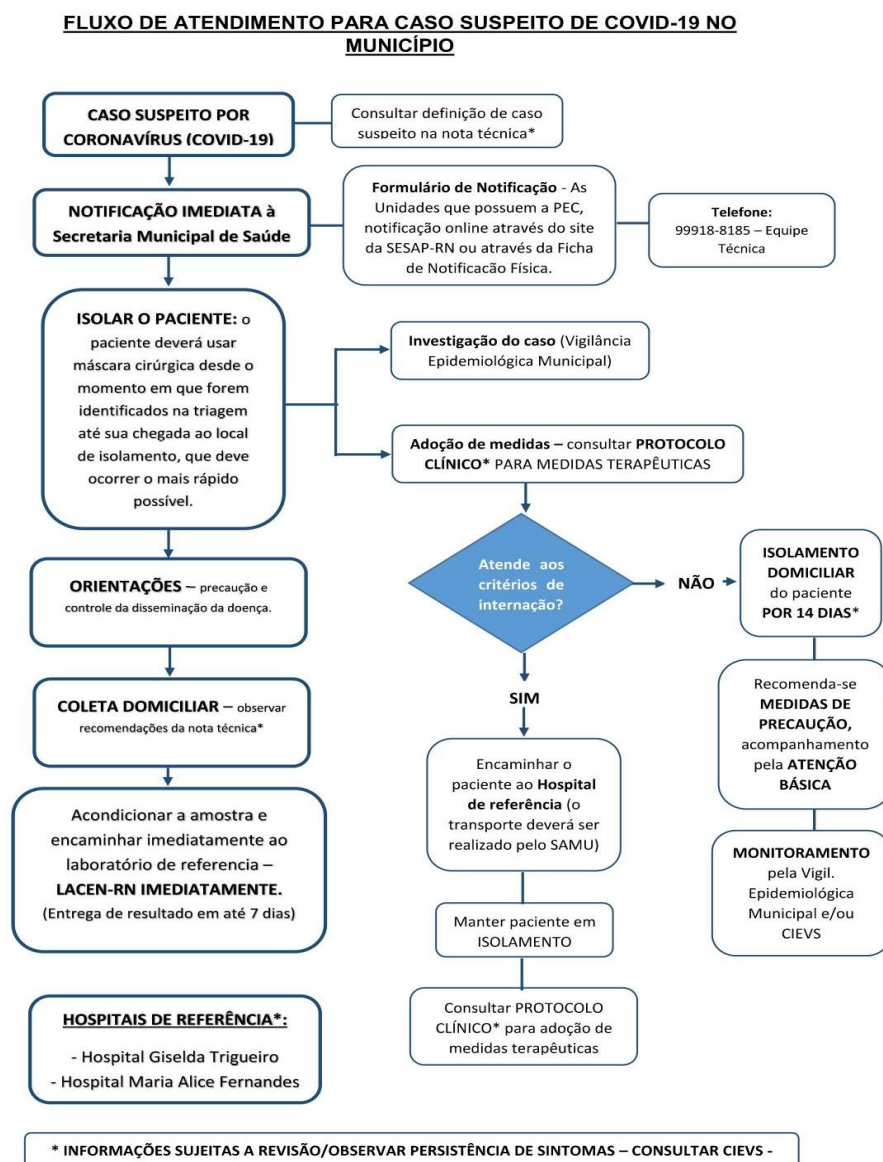 FLUXO DE ATENDIMENTO PARA CASO SUSPEITO DE COVID-19 NO
MUNICÍPIO
CASO SUSPEITO POR
CORONAVÍRUS (COVID-19)
Consultar definição de caso
suspeito na nota técnica*
NOTIFICAÇÃO IMEDIATA à
Secretaria Municipal de Saúde
Formulário de Notificação - As
Unidades que possuem a PEC,
notificação online através do site
da SESAP-RN ou através da Ficha
de Notificacão Física.
Telefone:
99918-8185 – Equipe
Técnica
ISOLAR O PACIENTE: o
paciente deverá usar
máscara cirúrgica desde o
momento em que forem
identificados na triagem
até sua chegada ao local
de isolamento, que deve
ocorrer o mais rápido
possível.
Investigação do caso (Vigilância
Epidemiológica Municipal)
Adoção de medidas – consultar PROTOCOLO
CLÍNICO* PARA MEDIDAS TERAPÊUTICAS
Atende aos
critérios de
internação?
NÃO
ISOLAMENTO
DOMICILIAR
do paciente
POR 14 DIAS*
ORIENTAÇÕES – precaução e
controle da disseminação da doença.
SIM
Recomenda-se
MEDIDAS DE
PRECAUÇÃO,
acompanhamento
pela ATENÇÃO
BÁSICA
COLETA DOMICILIAR – observar
recomendações da nota técnica*
Encaminhar o
paciente ao Hospital
de referência (o
transporte deverá ser
realizado pelo SAMU)
Acondicionar a amostra e
encaminhar imediatamente ao
laboratório de referencia –
LACEN-RN IMEDIATAMENTE.
(Entrega de resultado em até 7 dias)
MONITORAMENTO
pela Vigil.
Epidemiológica
Municipal e/ou
CIEVS
Manter paciente em
ISOLAMENTO
Consultar PROTOCOLO
CLÍNICO* para adoção de
medidas terapêuticas
HOSPITAIS DE REFERÊNCIA*:
- Hospital Giselda Trigueiro
- Hospital Maria Alice Fernandes
* INFORMAÇÕES SUJEITAS A REVISÃO/OBSERVAR PERSISTÊNCIA DE SINTOMAS – CONSULTAR CIEVS -